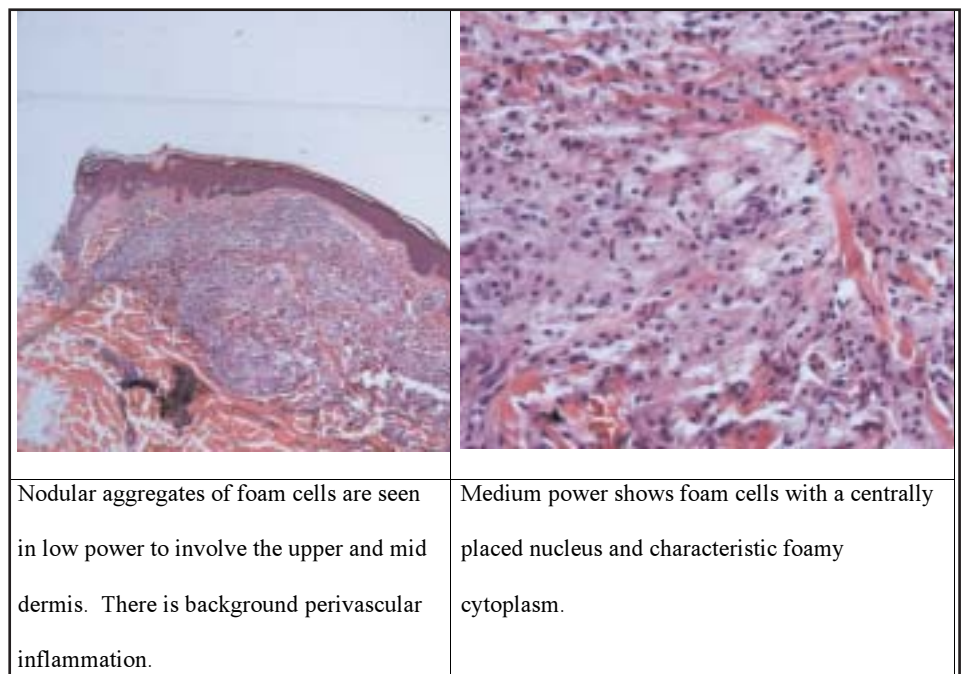 Nodular aggregates of foam cells are seen
in low power to involve the upper and mid
dermis.  There is background perivascular
inflammation.
Medium power shows foam cells with a centrally
placed nucleus and characteristic foamy
cytoplasm.